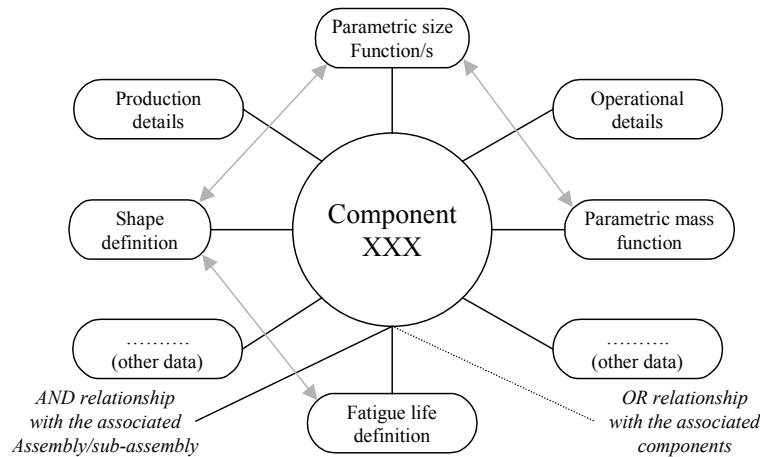 Parametric size
Function/s
Production
details
Operational
details
Shape
definition
Component
XXX
Parametric mass
function
……….
(other data)
……….
(other data)
AND relationship
with the associated
Assembly/sub-assembly
Fatigue life
definition
OR relationship
with the associated
components